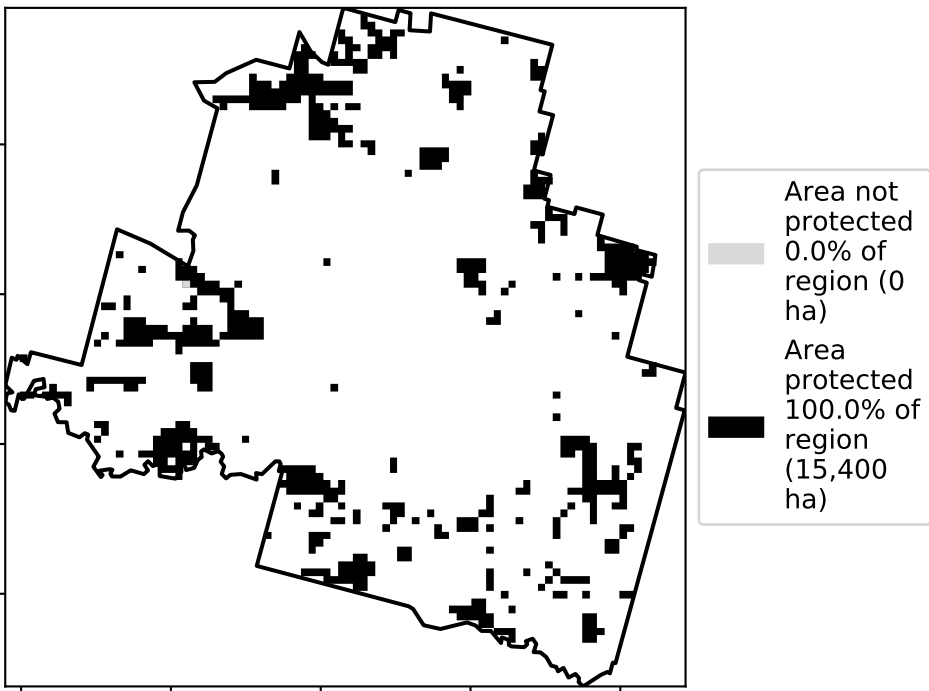 Area not
protected
0.0% of
region (0
ha)
Area
protected
100.0% of
region
(15,400
ha)